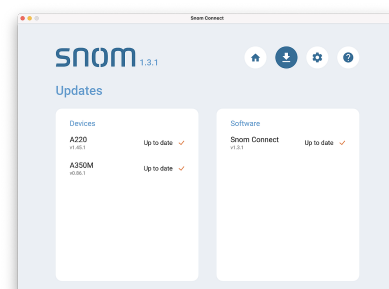 Snom Connect
snom 1.3.1
Updates
Devices
A220
v1.45.1
Up to date
A350M
v0.86.1
Up to date
Software
Snom Connect
v1.3.1
Up to date